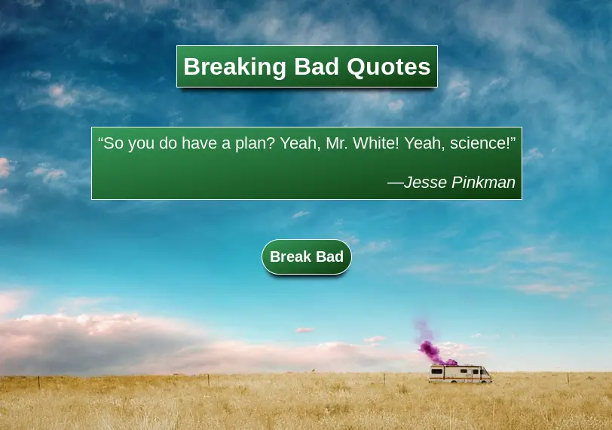 Breaking Bad Quotes
“So you do have a plan? Yeah, Mr. White! Yeah, science!”
—Jesse Pinkman
Break Bad